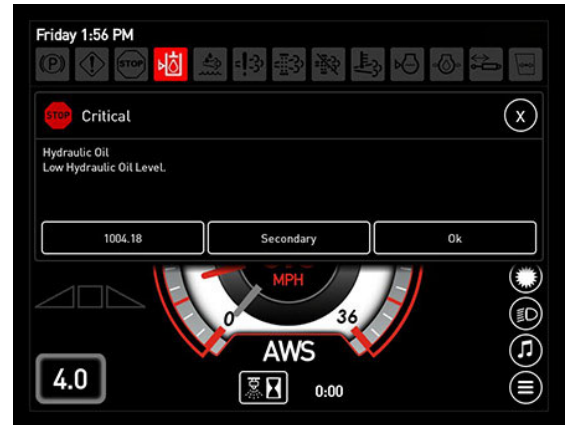 Friday 1:56 PM
STOP
STOP Critical X
Hydraulic Oil
Low Hydraulic Oil Level.
1004.18 Secondary Ok
MPH
0 36
AWS
4.0 0:00